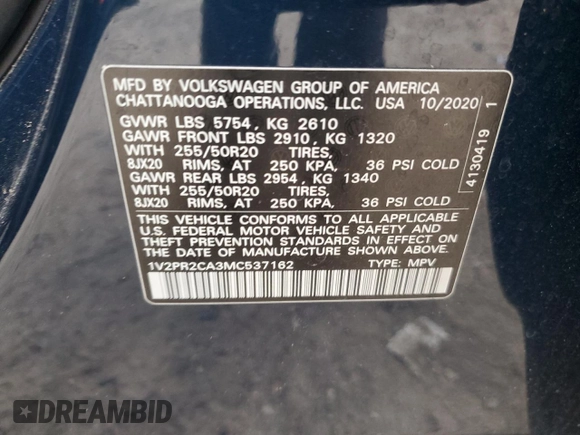 MFD BY VOLKSWAGEN GROUP OF AMERICA
CHATTANOOGA OPERATIONS, LLC. USA 10/2020
GVWR LBS 5754, KG 2610
GAWR FRONT LBS 2910, KG 1320
WITH 255/50R20 TIRES,
8JX20 RIMS, AT 250 KPA, 36 PSI COLD
GAWR REAR LBS 2954, KG 1340
WITH 255/50R20 TIRES,
8JX20 RIMS, AT 250 KPA, 36 PSI COLD
THIS VEHICLE CONFORMS TO ALL APPLICABLE
U.S. FEDERAL MOTOR VEHICLE SAFETY AND
THEFT PREVENTION STANDARDS IN EFFECT ON
THE DATE OF MANUFACTURE SHOWN ABOVE.
1V2PR2CA3MC537162 TYPE: MPV
4130419 1
DREAMBID